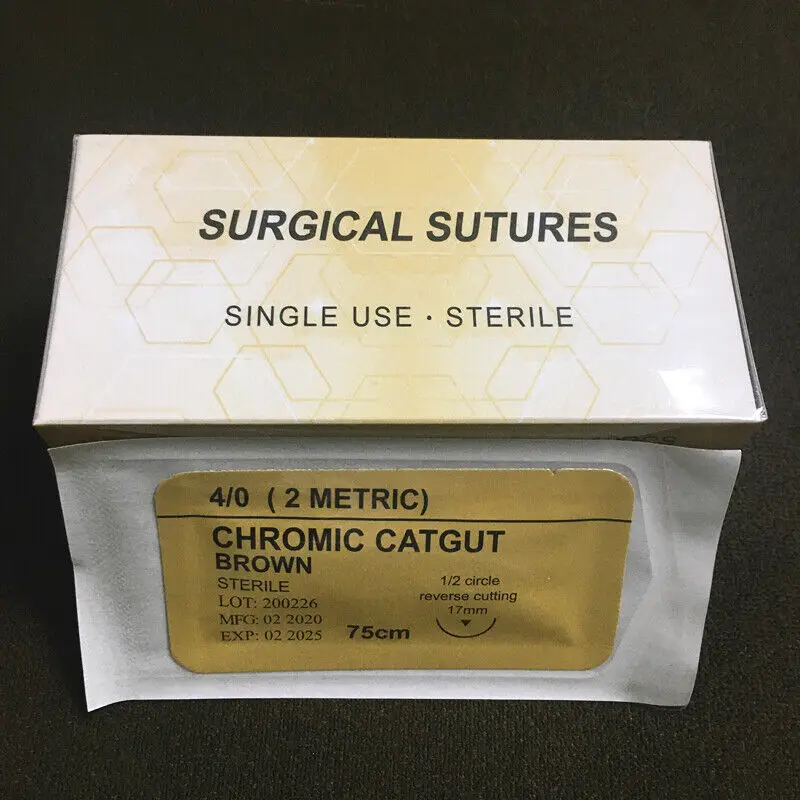 SURGICAL SUTURES
SINGLE USE · STERILE
4/0 ( 2 METRIC)
CHROMIC CATGUT
BROWN
STERILE
LOT: 200226
MFG: 02 2020
EXP: 02 2025
75cm
1/2 circle
reverse cutting
17mm